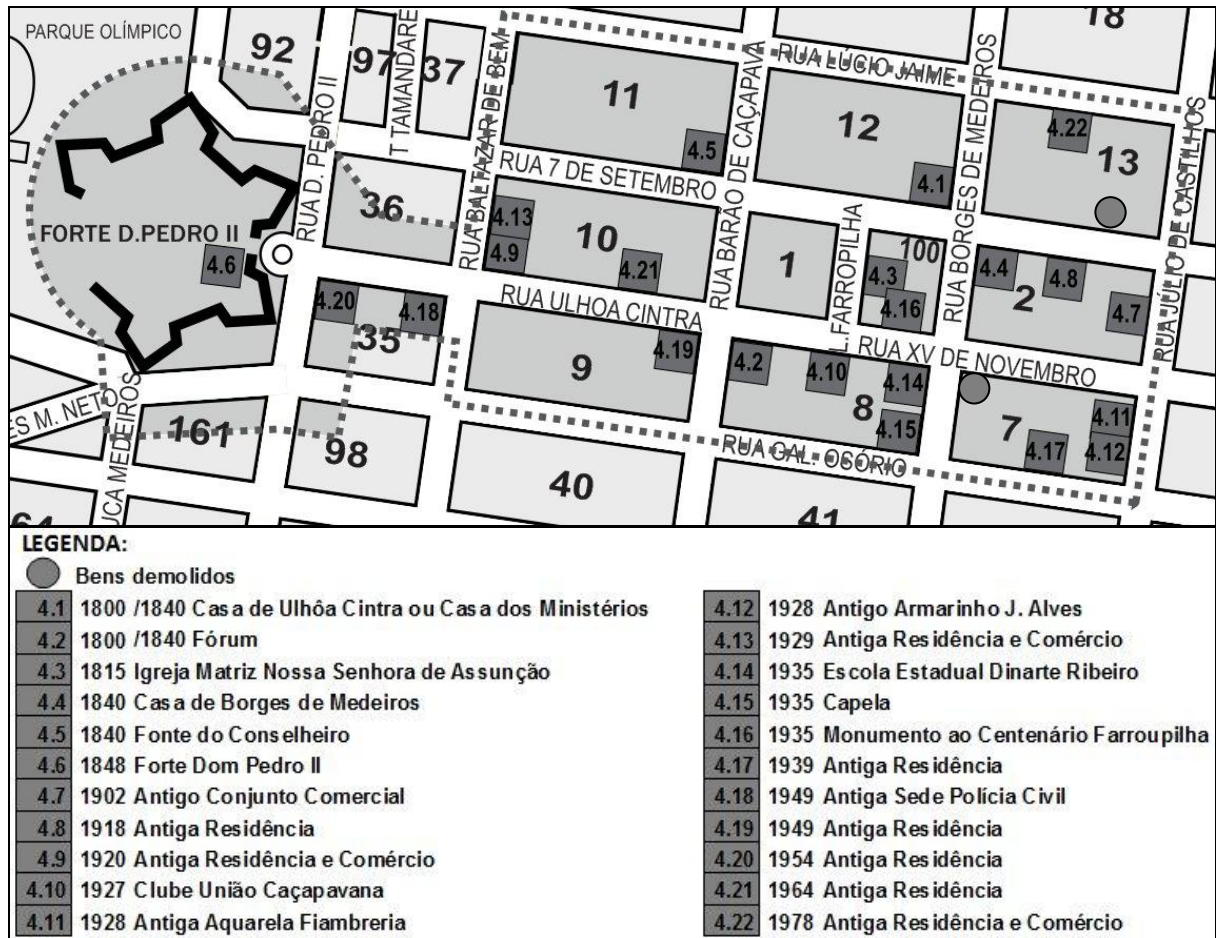 PARQUE OLÍMPICO
92
97
37
T TAMANDARE
RUA BALTAZAR DE BEM
11
RUA BARÃO DE CAÇAPAVA
RUA LÚCIO JAIME
18
RUA BORGES DE MEDEIROS
12
4.22
13
RUA JÚLIO DE CASTILHOS
4.5
4.1
RUA D. PEDRO II
36
RUA 7 DE SETEMBRO
FORTE D.PEDRO II
4.6
4.13
4.9
10
4.21
1
L.FARROPILHA
100
4.3
4.16
4.4
4.8
2
4.7
4.20
4.18
35
RUA ULHOA CINTRA
9
4.19
4.2
4.10
4.14
8
4.15
RUA XV DE NOVEMBRO
7
4.11
4.17
4.12
ES M. NETO
UCA MEDEIROS
161
98
40
RUA GAL. OSÓRIO
41
64
LEGENDA:
Bens demolidos
4.1 1800 /1840 Casa de Ulhôa Cintra ou Casa dos Ministérios
4.2 1800 /1840 Fórum
4.3 1815 Igreja Matriz Nossa Senhora de Assunção
4.4 1840 Casa de Borges de Medeiros
4.5 1840 Fonte do Conselheiro
4.6 1848 Forte Dom Pedro II
4.7 1902 Antigo Conjunto Comercial
4.8 1918 Antiga Residência
4.9 1920 Antiga Residência e Comércio
4.10 1927 Clube União Caçapavana
4.11 1928 Antiga Aquarela Fiambreria
4.12 1928 Antigo Armarinho J. Alves
4.13 1929 Antiga Residência e Comércio
4.14 1935 Escola Estadual Dinarte Ribeiro
4.15 1935 Capela
4.16 1935 Monumento ao Centenário Farroupilha
4.17 1939 Antiga Residência
4.18 1949 Antiga Sede Polícia Civil
4.19 1949 Antiga Residência
4.20 1954 Antiga Residência
4.21 1964 Antiga Residência
4.22 1978 Antiga Residência e Comércio